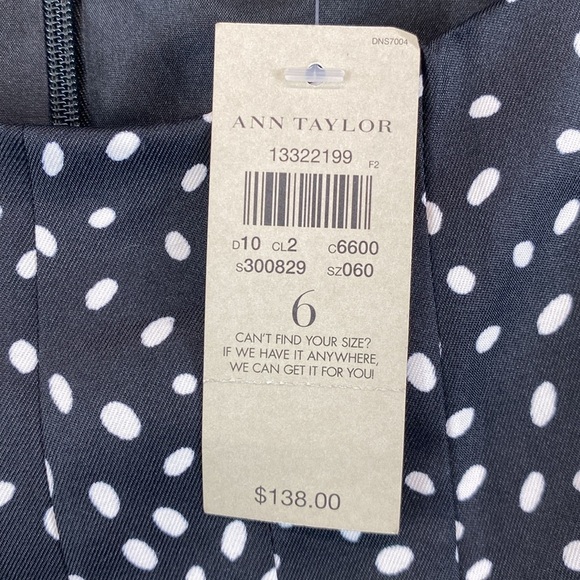 DNS7004
ANN TAYLOR
13322199 F2
D10 CL2 C6600
S300829 SZ060
6
CAN'T FIND YOUR SIZE?
IF WE HAVE IT ANYWHERE,
WE CAN GET IT FOR YOU!
$138.00